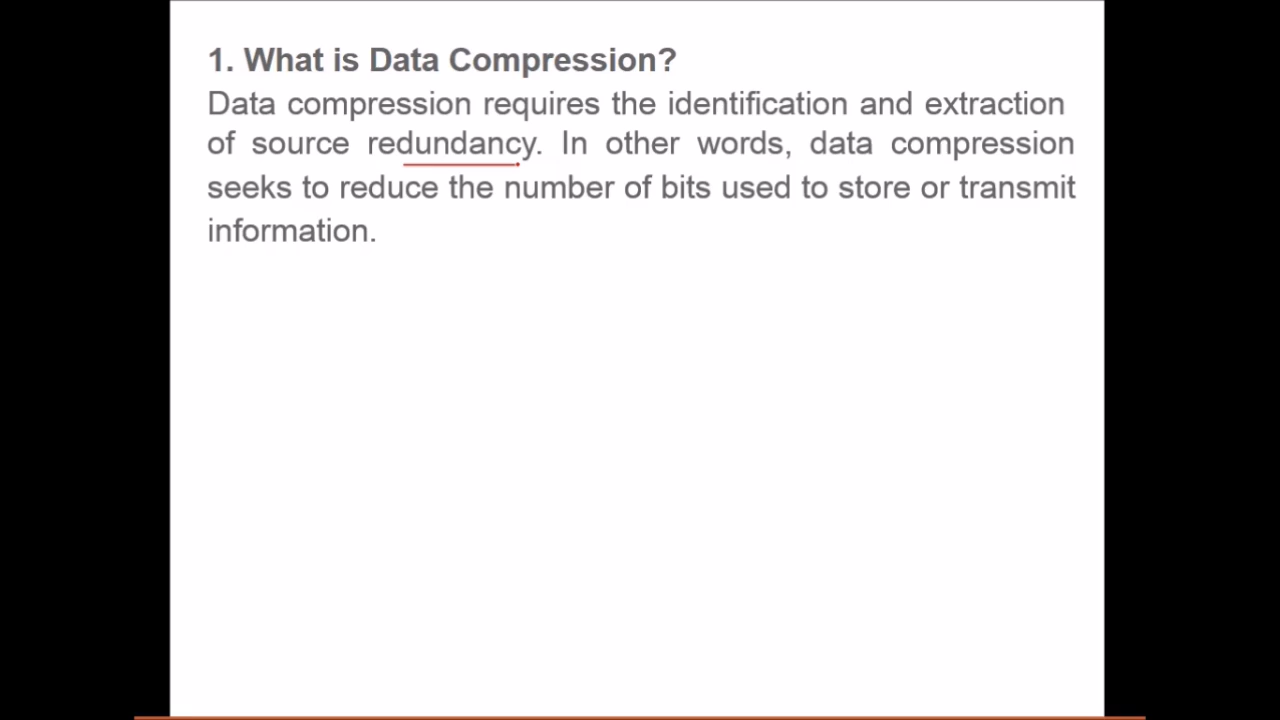 1. What is Data Compression?
Data compression requires the identification and extraction
of source redundancy. In other words, data compression
seeks to reduce the number of bits used to store or transmit
information.